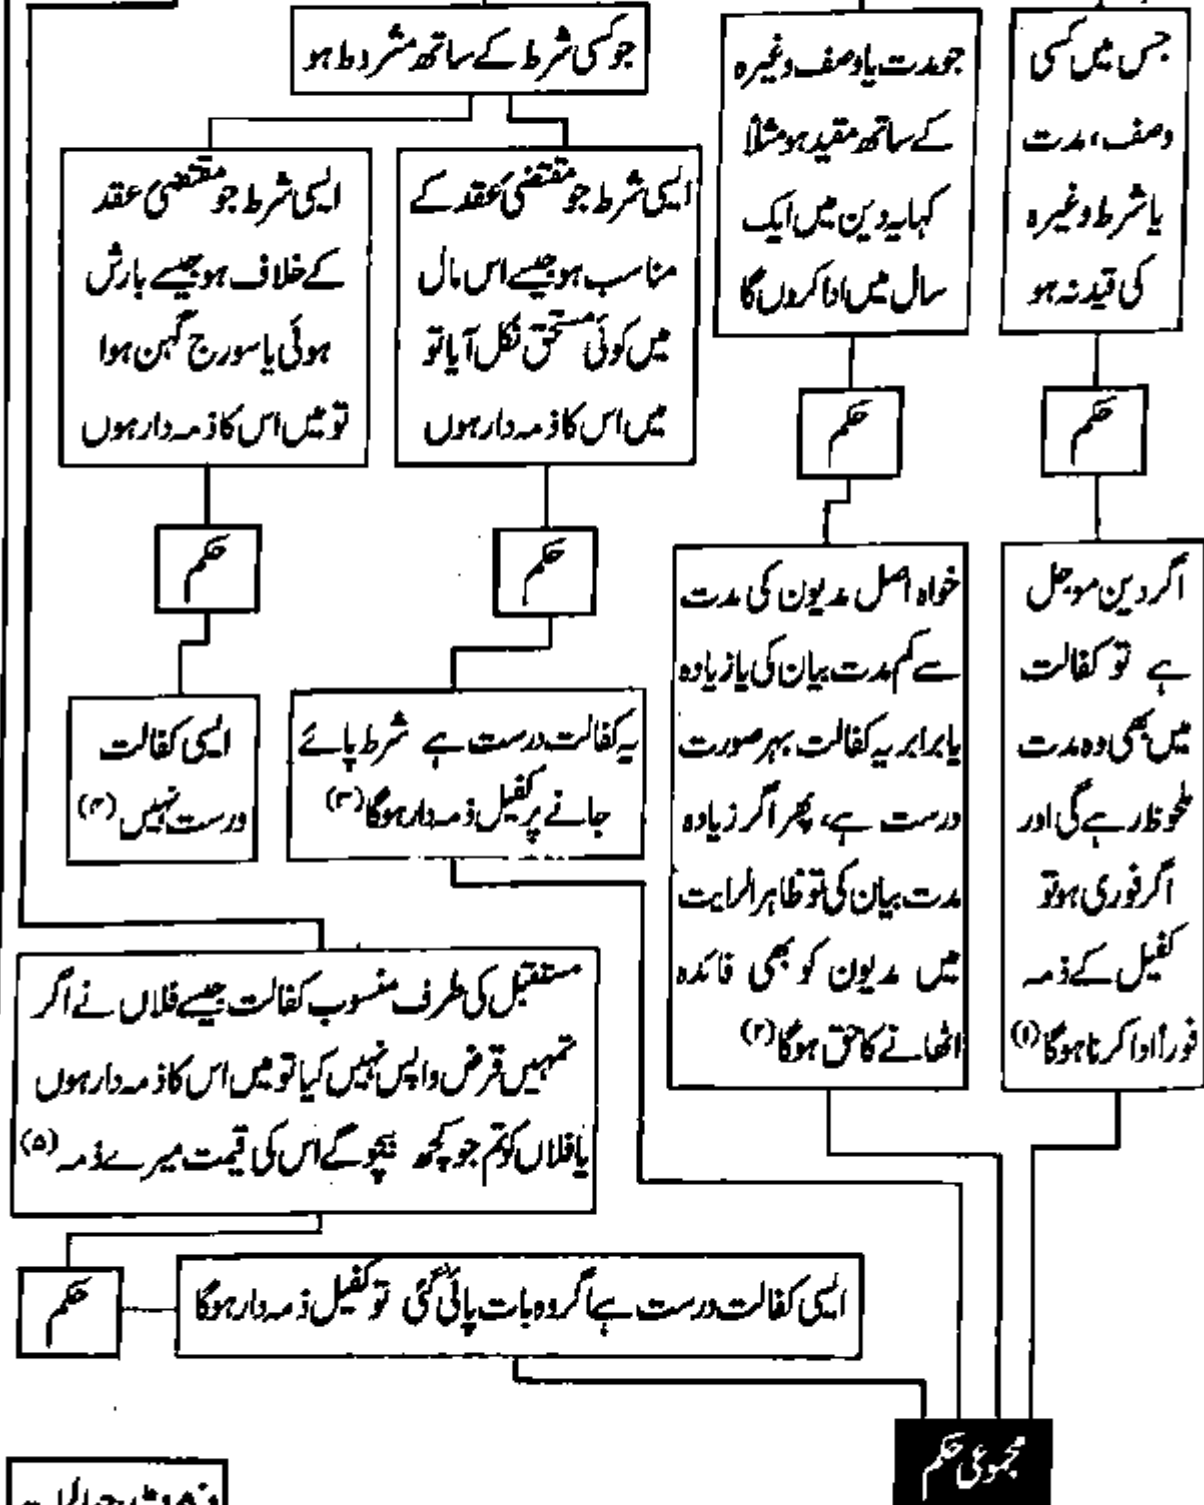 جس میں کسی
وصف، مدت
یا شرط وغیرہ
کی قید نہ ہو
حکم
اگر دین موجل
ہے تو کفالت
میں بھی وہ مدت
ملحوظ رہے گی اور
اگر فوری ہو تو
کفیل کے ذمہ
فوراً ادا کرنا ہوگا (۱)
جو مدت یا وصف وغیرہ
کے ساتھ مقید ہو مثلاً
کہا یہ دین میں ایک
سال میں ادا کروں گا
حکم
خواہ اصل مدیون کی مدت
سے کم مدت بیان کی یا زیادہ
یا برابر یہ کفالت بہر صورت
درست ہے، پھر اگر زیادہ
مدت بیان کی تو ظاہر الرایت
میں مدیون کو بھی فائدہ
اٹھانے کا حق ہوگا (۲)
جو کسی شرط کے ساتھ مشروط ہو
ایسی شرط جو مقتضیٔ عقد کے
مناسب ہو جیسے اس مال
میں کوئی مستحق نکل آیا تو
میں اس کا ذمہ دار ہوں
حکم
یہ کفالت درست ہے شرط پائے
جانے پر کفیل ذمہ دار ہوگا (۳)
ایسی شرط جو مقتضیٔ عقد
کے خلاف ہو جیسے بارش
ہوئی یا سورج گہن ہوا
تو میں اس کا ذمہ دار ہوں
حکم
ایسی کفالت
درست نہیں (۴)
مستقبل کی طرف منسوب کفالت جیسے فلاں نے اگر
تمہیں قرض واپس نہیں کیا تو میں اس کا ذمہ دار ہوں
یا فلاں کو تم جو کچھ بیچو گے اس کی قیمت میرے ذمہ (۵)
حکم
ایسی کفالت درست ہے اگر وہ بات پائی گئی تو کفیل ذمہ دار ہوگا
مجموعی حکم